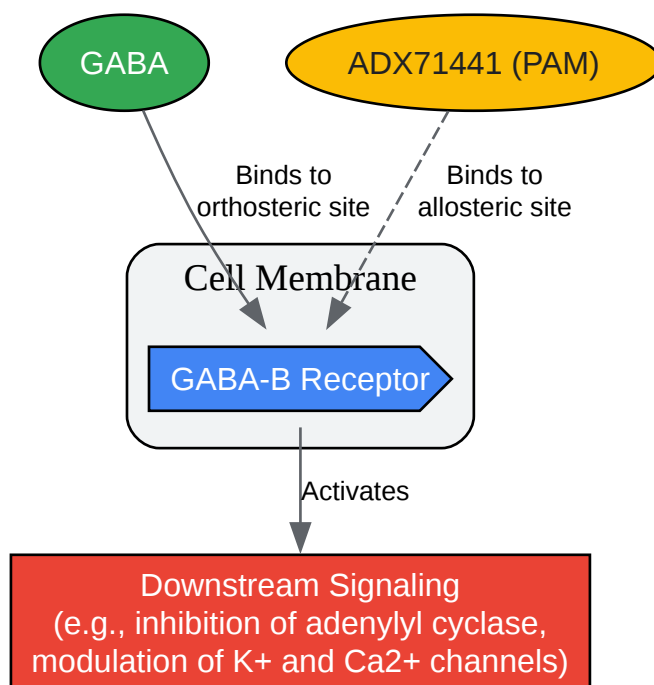 GABA
ADX71441 (PAM)
Binds to
orthosteric site
Binds to
allosteric site
Cell Membrane
GABA-B Receptor
Activates
Downstream Signaling
(e.g., inhibition of adenylyl cyclase,
modulation of K+ and Ca2+ channels)